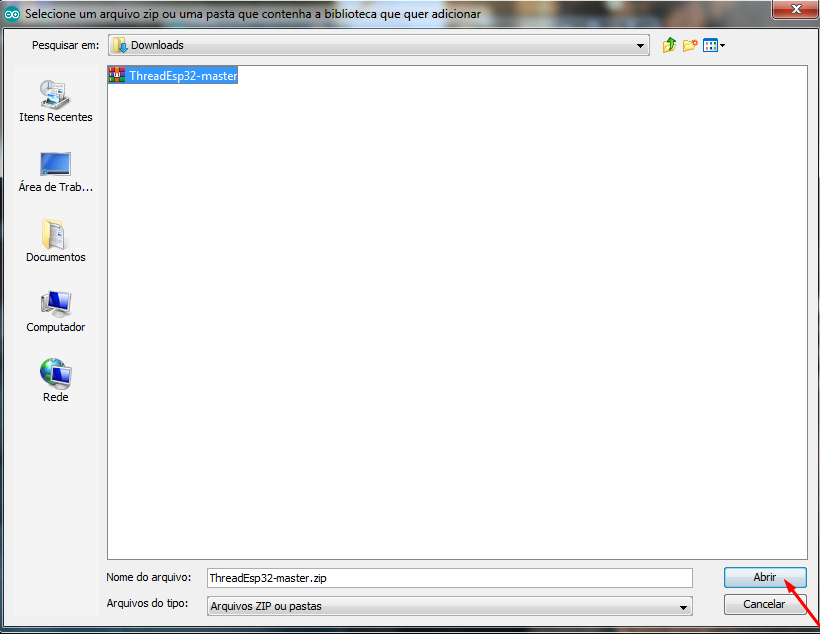 Selecione um arquivo zip ou uma pasta que contenha a biblioteca que quer adicionar
Pesquisar em:
Downloads
ThreadEsp32-master
Itens Recentes
Área de Trab...
Documentos
Computador
Rede
Nome do arquivo:
ThreadEsp32-master.zip
Abrir
Arquivos do tipo:
Arquivos ZIP ou pastas
Cancelar